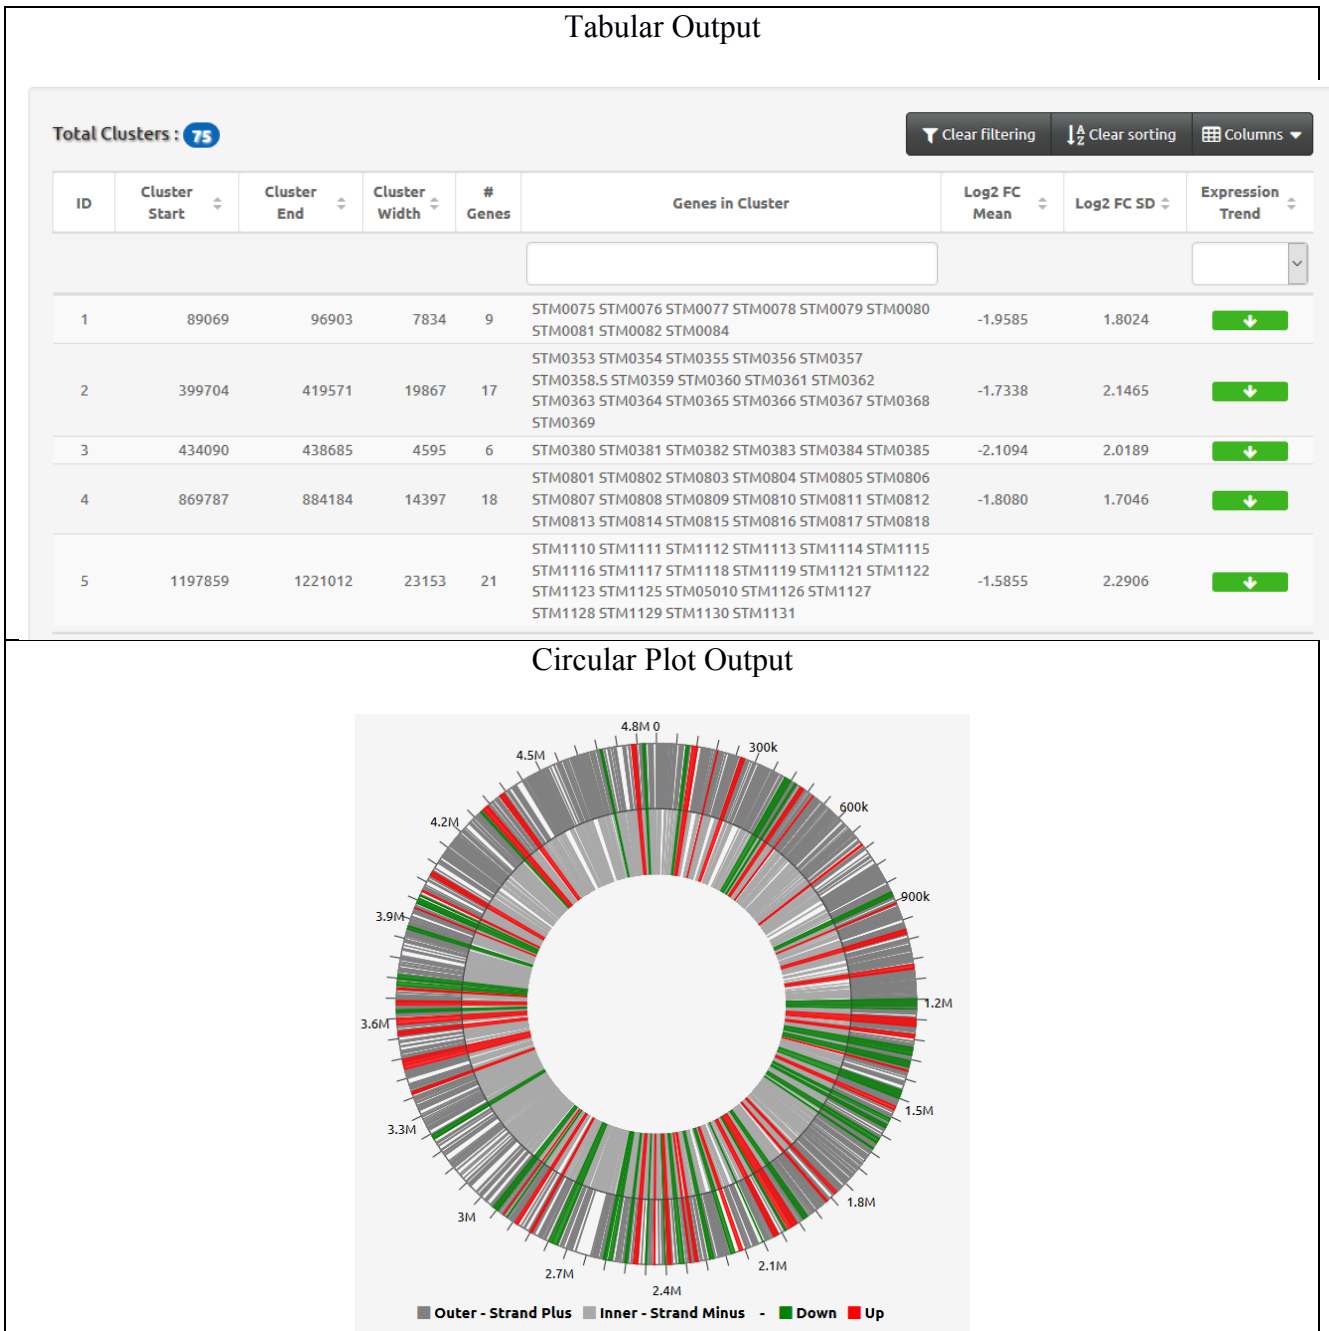 Tabular Output
Total Clusters : 75
Clear filtering
Clear sorting
Columns
ID
Cluster
Start
Cluster
End
Cluster
Width
#
Genes
Genes in Cluster
Log2 FC
Mean
Log2 FC SD
Expression
Trend
1 89069 96903 7834 9 STM0075 STM0076 STM0077 STM0078 STM0079 STM0080
STM0081 STM0082 STM0084 -1.9585 1.8024
STM0353 STM0354 STM0355 STM0356 STM0357
2 399704 419571 19867 17 STM0358.S STM0359 STM0360 STM0361 STM0362
STM0363 STM0364 STM0365 STM0366 STM0367 STM0368 -1.7338 2.1465
STM0369
3 434090 438685 4595 6 STM0380 STM0381 STM0382 STM0383 STM0384 STM0385 -2.1094 2.0189
STM0801 STM0802 STM0803 STM0804 STM0805 STM0806
4 869787 884184 14397 18 STM0807 STM0808 STM0809 STM0810 STM0811 STM0812 -1.8080 1.7046
STM0813 STM0814 STM0815 STM0816 STM0817 STM0818
STM1110 STM1111 STM1112 STM1113 STM1114 STM1115
5 1197859 1221012 23153 21 STM1116 STM1117 STM1118 STM1119 STM1121 STM1122 -1.5855 2.2906
STM1123 STM1125 STM05010 STM1126 STM1127
STM1128 STM1129 STM1130 STM1131
Circular Plot Output
4.8M 0
300k
600k
900k
1.2M
1.5M
1.8M
2.1M
2.4M
2.7M
3M
3.3M
3.6M
3.9M
4.2M
4.5M
Outer - Strand Plus Inner - Strand Minus - Down Up